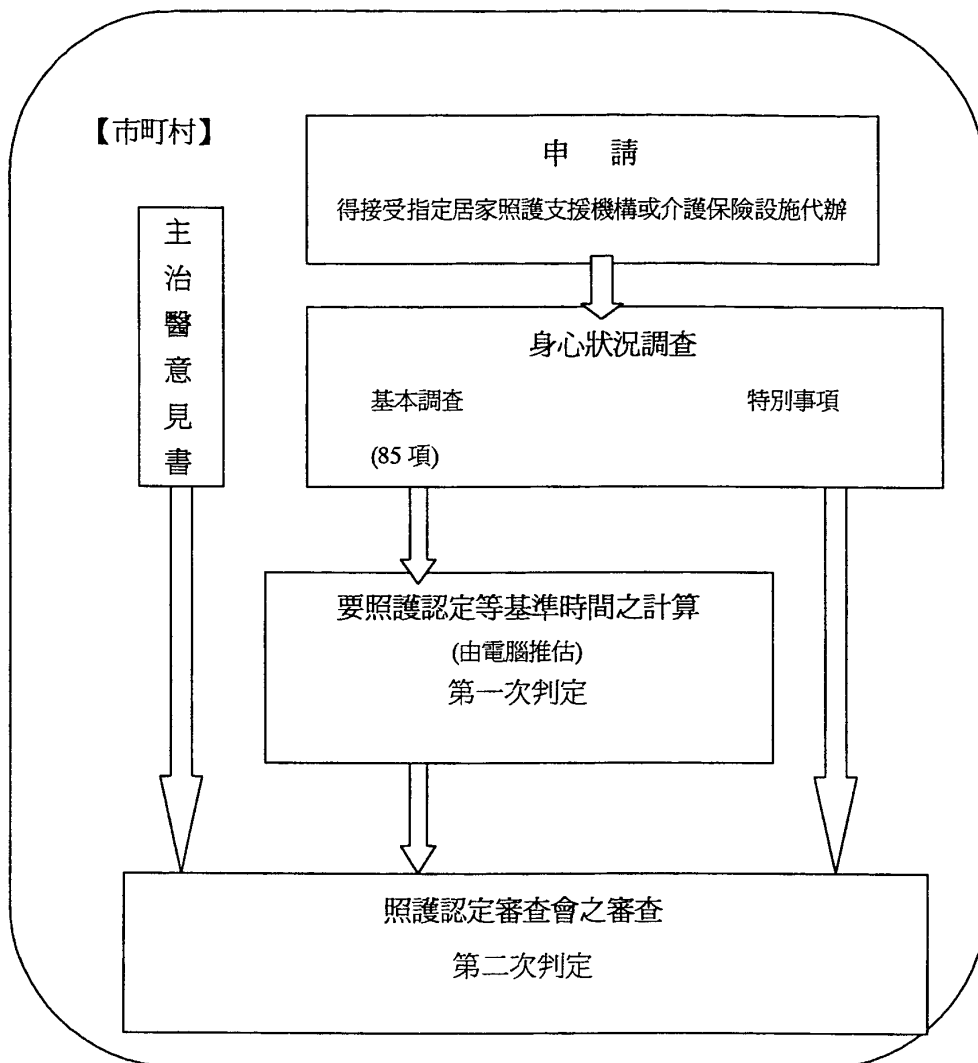 【市町村】
申 請
得接受指定居家照護支援機構或介護保險設施代辦
主治醫意見書
身心狀況調查
基本調查 特別事項
(85 項)
要照護認定等基準時間之計算
(由電腦推估)
第一次判定
照護認定審查會之審查
第二次判定